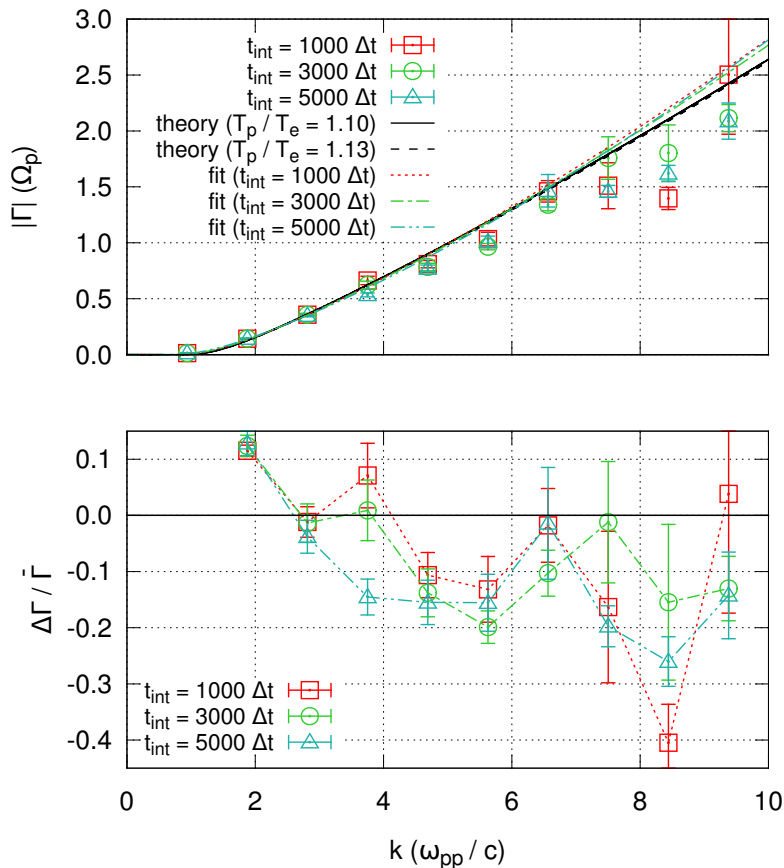 3.0
2.5
2.0
1.5
1.0
0.5
0.0
|Γ| (Ωp)
tint = 1000 Δt
tint = 3000 Δt
tint = 5000 Δt
theory (Tp / Te = 1.10)
theory (Tp / Te = 1.13)
fit (tint = 1000 Δt)
fit (tint = 3000 Δt)
fit (tint = 5000 Δt)
0.1
0.0
-0.1
-0.2
-0.3
-0.4
ΔΓ / Γ̄
tint = 1000 Δt
tint = 3000 Δt
tint = 5000 Δt
0 2 4 6 8 10
k (ωpp / c)